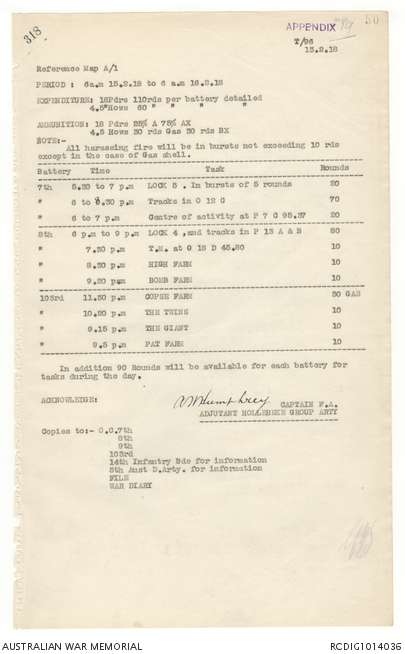 318
APPENDIX
50
T/96
15.2.18
Reference Map A/1
PERIOD : 6a.m 15.2.18 to 6 a.m 16.2.18
EXPENDITURE: 18Pdrs 110rds per battery detailed
4.5"Hows 60 " " " "
AMMUNITION: 18 Pdrs 25% A 75% AX
4.5 Hows 30 rds Gas 30 rds BX
NOTE:-
All harassing fire will be in bursts not exceeding 10 rds
except in the case of Gas shell.
Battery Time Task Rounds
7th 5.30 to 7 p.m LOCK 5 . In bursts of 5 rounds 20
" 6 to 6.30 p.m Tracks in O 12 C 70
" 6 to 7 p.m Centre of activity at P 7 C 95.37 20
8th 6 p.m to 9 p.m LOCK 4 ,and tracks in P 13 A & B 80
" 7.30 p.m T.M. at O 18 D 45.80 10
" 8.30 p.m HIGH FARM 10
" 9.20 p.m BOMB FARM 10
103rd 11.50 p.m COPSE FARM 30 GAS
" 10.20 p.m THE TWINS 10
" 9.15 p.m THE GIANT 10
" 9.5 p.m PAT FARM 10
In addition 90 Rounds will be available for each battery for
tasks during the day.
ACKNOWLEDGE:
CAPTAIN F.A.
ADJUTANT HOLLEBEKE GROUP ARTY
Copies to:- O.C.7th
8th
9th
103rd
14th Infantry Bde for information
5th Aust D.Arty. for information
FILE
WAR DIARY
AUSTRALIAN WAR MEMORIAL
RCDIG1014036